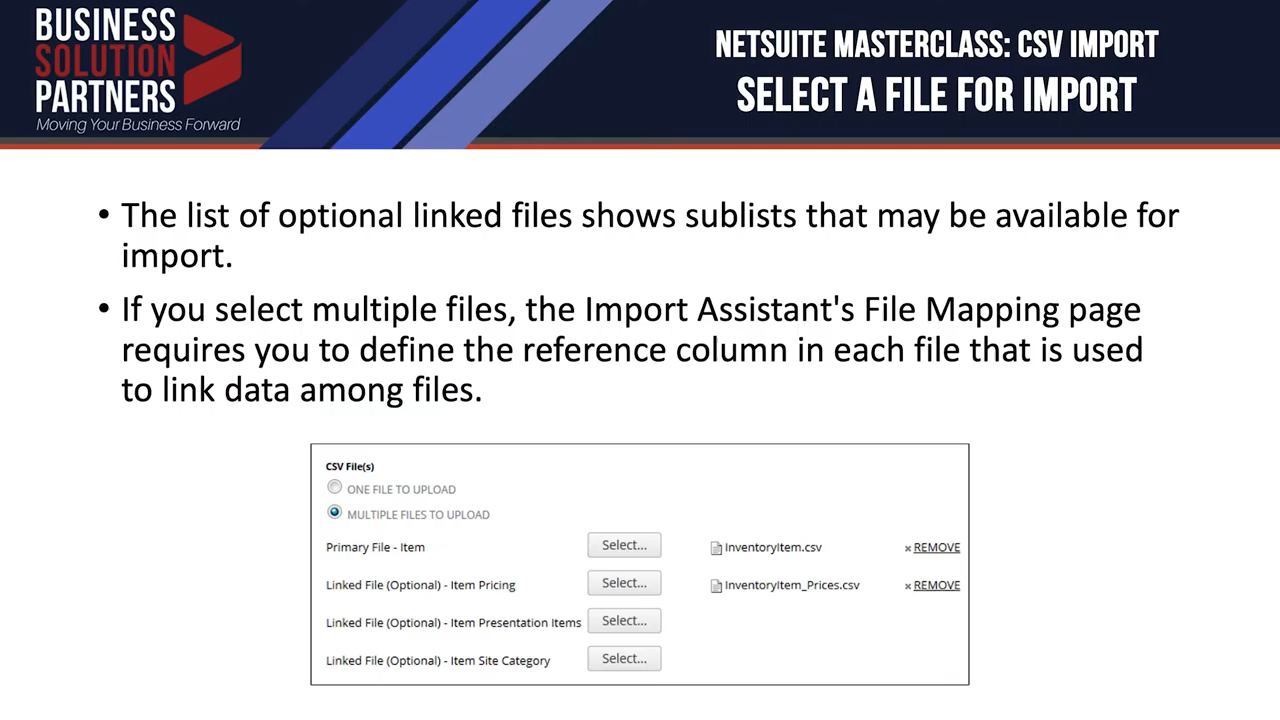 BUSINESS
SOLUTION
PARTNERS
Moving Your Business Forward
NETSUITE MASTERCLASS: CSV IMPORT
SELECT A FILE FOR IMPORT
• The list of optional linked files shows sublists that may be available for
import.
• If you select multiple files, the Import Assistant's File Mapping page
requires you to define the reference column in each file that is used
to link data among files.
CSV File(s)
ONE FILE TO UPLOAD
MULTIPLE FILES TO UPLOAD
Primary File - Item Select... InventoryItem.csv × REMOVE
Linked File (Optional) - Item Pricing Select... InventoryItem_Prices.csv × REMOVE
Linked File (Optional) - Item Presentation Items Select...
Linked File (Optional) - Item Site Category Select...